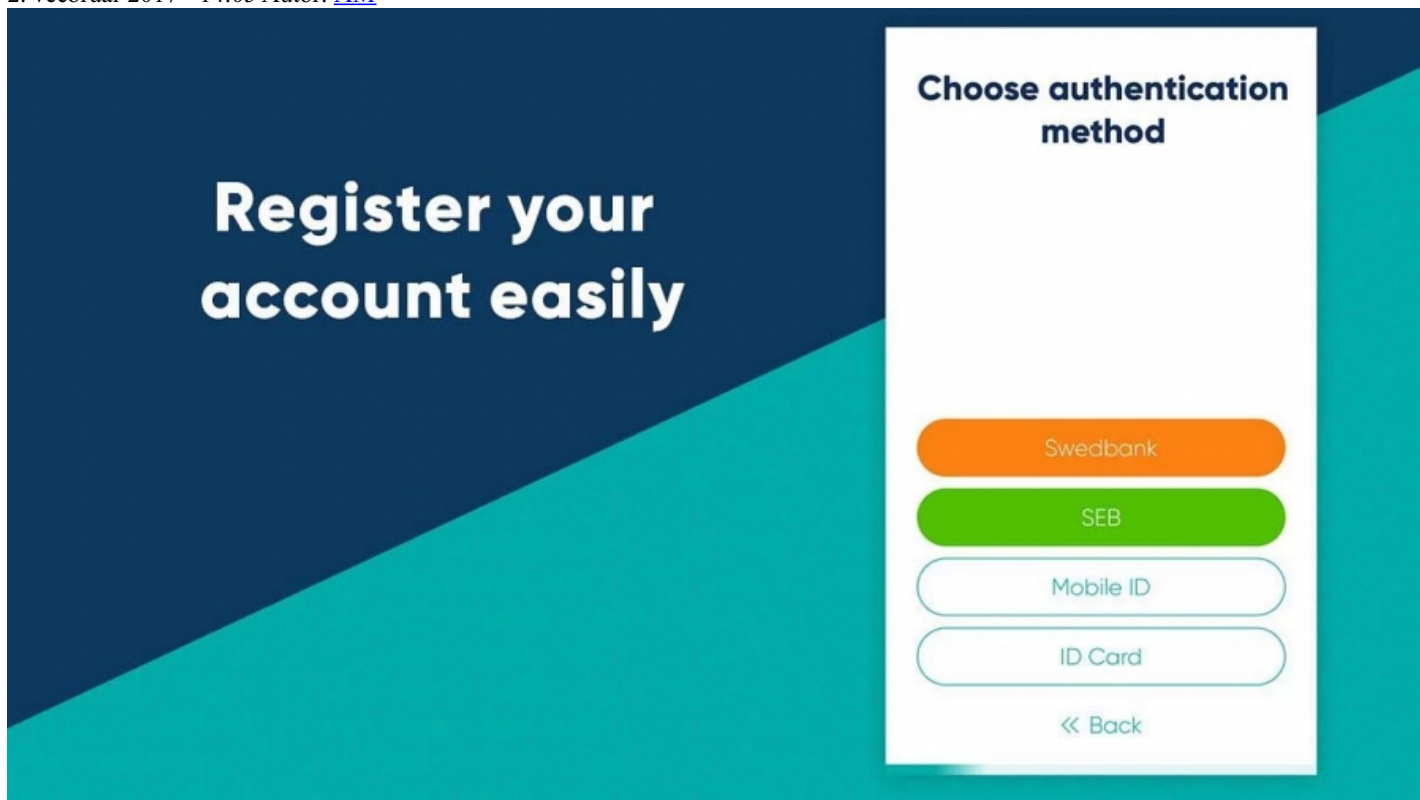 Choose authentication
method
Register your
account easily
Swedbank
SEB
Mobile ID
ID Card
<< Back